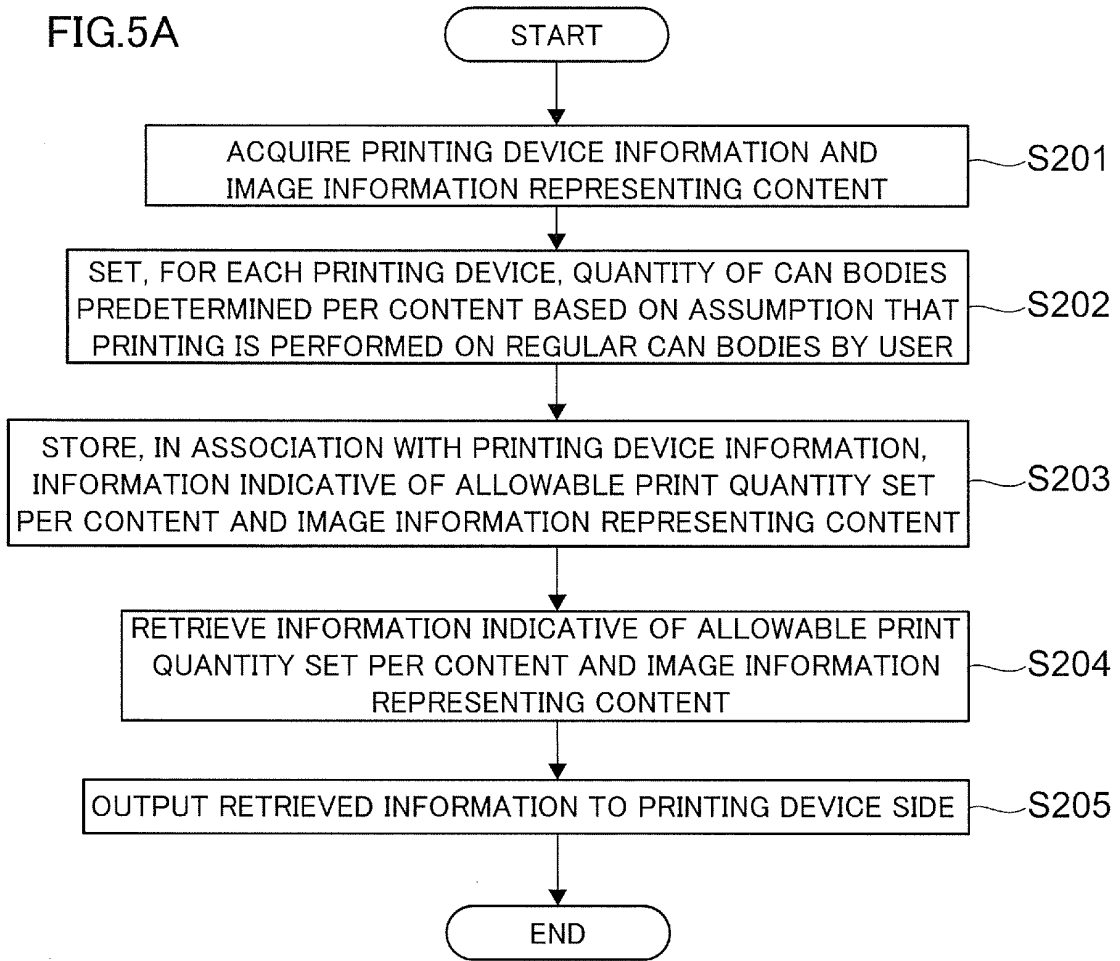 FIG.5A
START
ACQUIRE PRINTING DEVICE INFORMATION AND
IMAGE INFORMATION REPRESENTING CONTENT
S201
SET, FOR EACH PRINTING DEVICE, QUANTITY OF CAN BODIES
PREDETERMINED PER CONTENT BASED ON ASSUMPTION THAT
PRINTING IS PERFORMED ON REGULAR CAN BODIES BY USER
S202
STORE, IN ASSOCIATION WITH PRINTING DEVICE INFORMATION,
INFORMATION INDICATIVE OF ALLOWABLE PRINT QUANTITY SET
PER CONTENT AND IMAGE INFORMATION REPRESENTING CONTENT
S203
RETRIEVE INFORMATION INDICATIVE OF ALLOWABLE PRINT
QUANTITY SET PER CONTENT AND IMAGE INFORMATION
REPRESENTING CONTENT
S204
OUTPUT RETRIEVED INFORMATION TO PRINTING DEVICE SIDE
S205
END